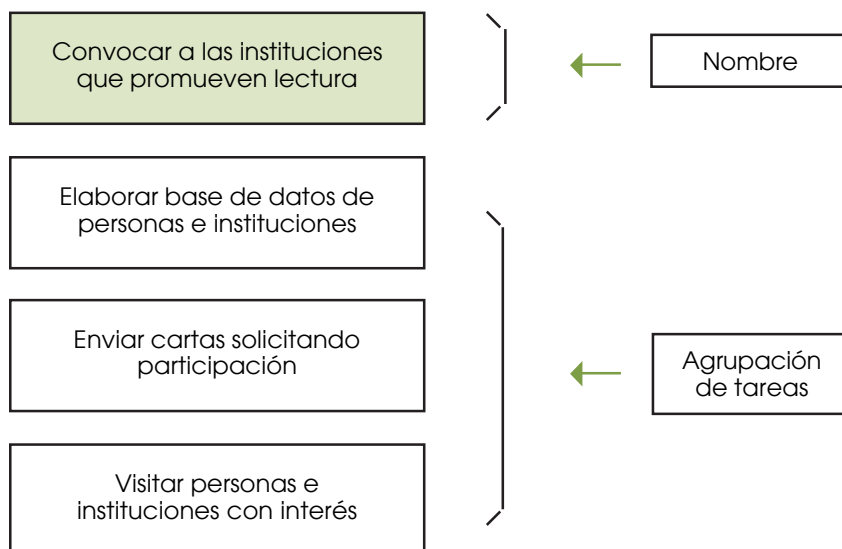 Convocar a las instituciones
que promueven lectura
Nombre
Elaborar base de datos de
personas e instituciones
Enviar cartas solicitando
participación
Agrupación
de tareas
Visitar personas e
instituciones con interés